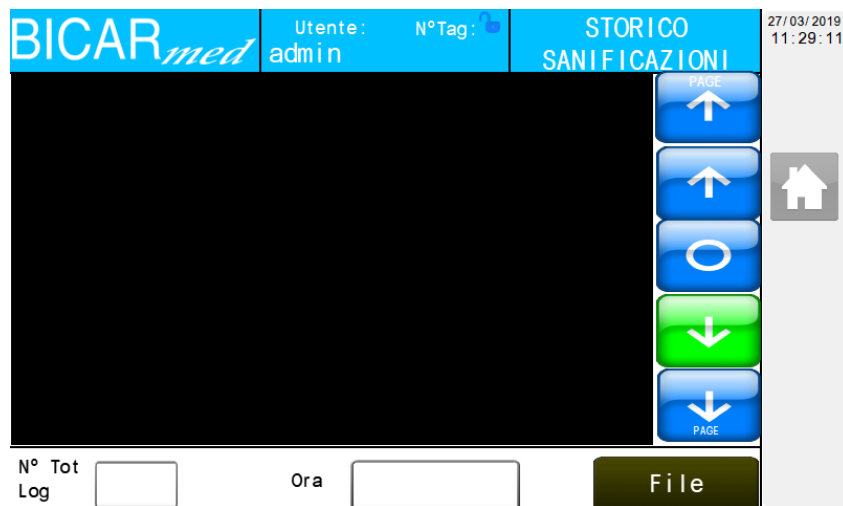 BICARmed
Utente:
admin
N°Tag:
STORICO
SANIFICAZIONI
27/03/2019
11:29:11
PAGE
PAGE
N° Tot
Log
Ora
File